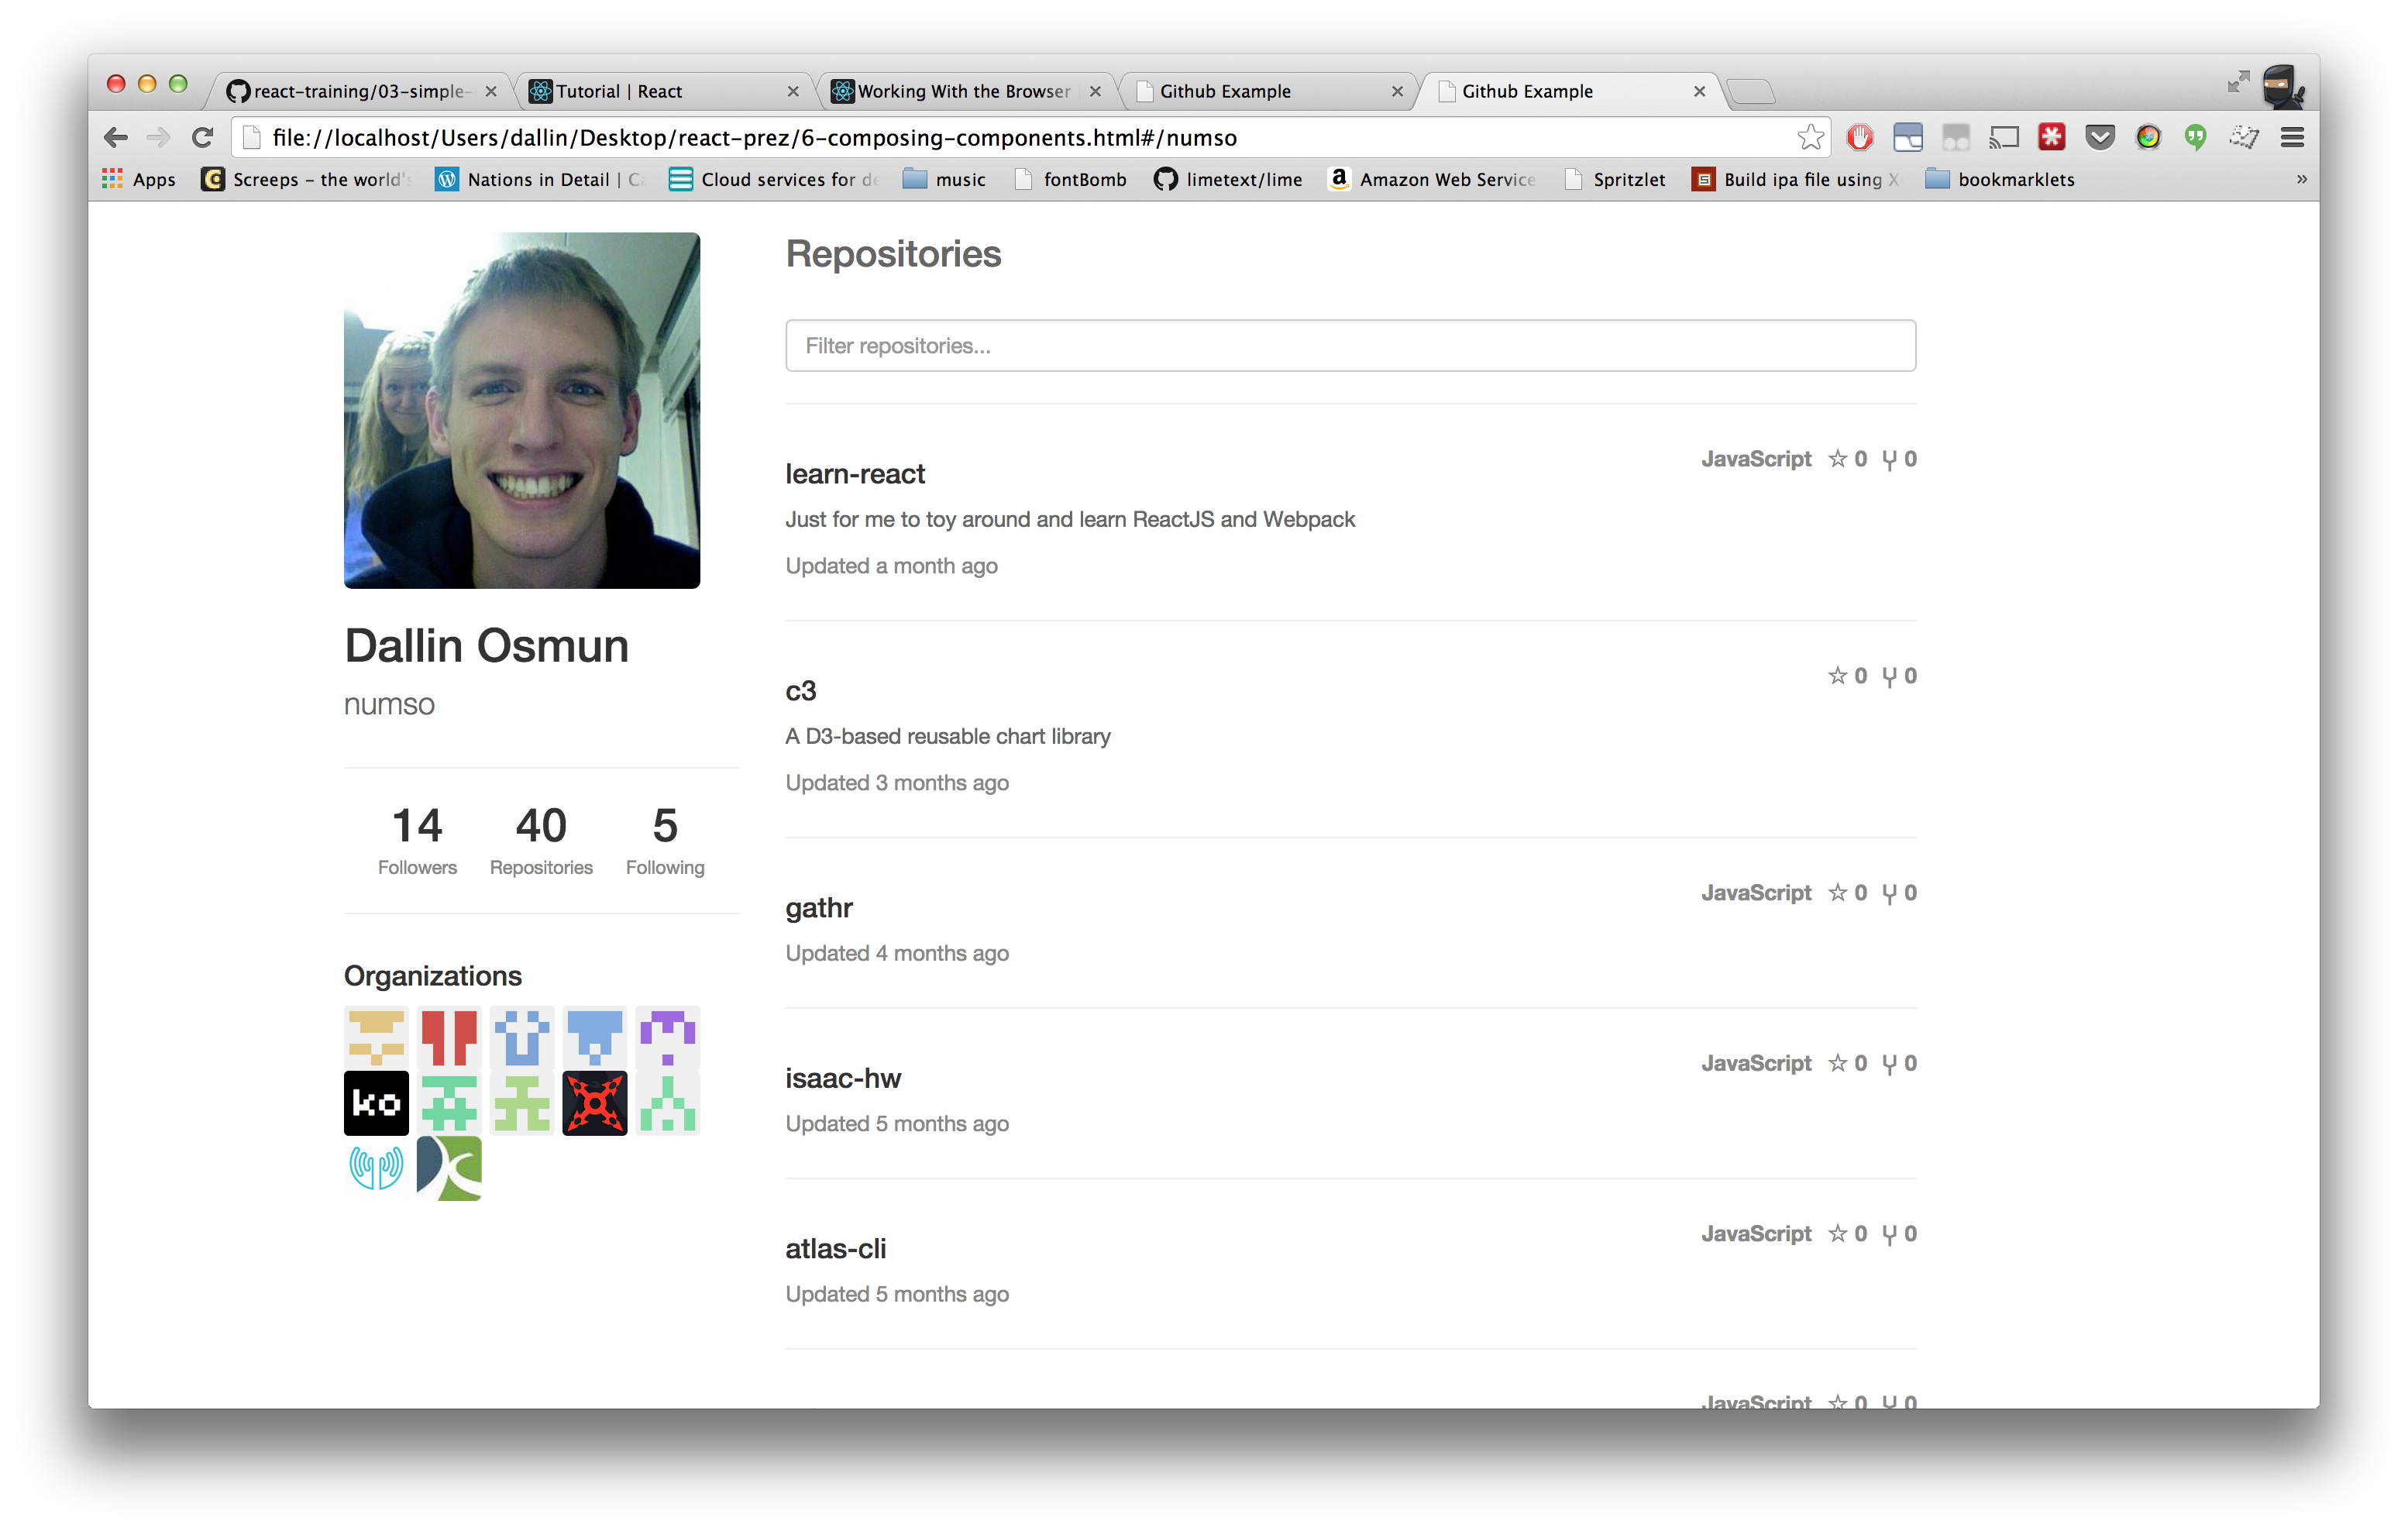 react-training/03-simple-
Tutorial | React
Working With the Browser
Github Example
Github Example
file://localhost/Users/dallin/Desktop/react-prez/6-composing-components.html#/numso
Apps
Screeps – the world's
Nations in Detail | Ca
Cloud services for de
music
fontBomb
limetext/lime
Amazon Web Service
Spritzlet
Build ipa file using X
bookmarklets
»
Dallin Osmun
numso
14 40 5
Followers Repositories Following
Organizations
ko
Repositories
Filter repositories...
learn-react JavaScript 0 0
Just for me to toy around and learn ReactJS and Webpack
Updated a month ago
c3 0 0
A D3-based reusable chart library
Updated 3 months ago
gathr JavaScript 0 0
Updated 4 months ago
isaac-hw JavaScript 0 0
Updated 5 months ago
atlas-cli JavaScript 0 0
Updated 5 months ago
JavaScript 0 0